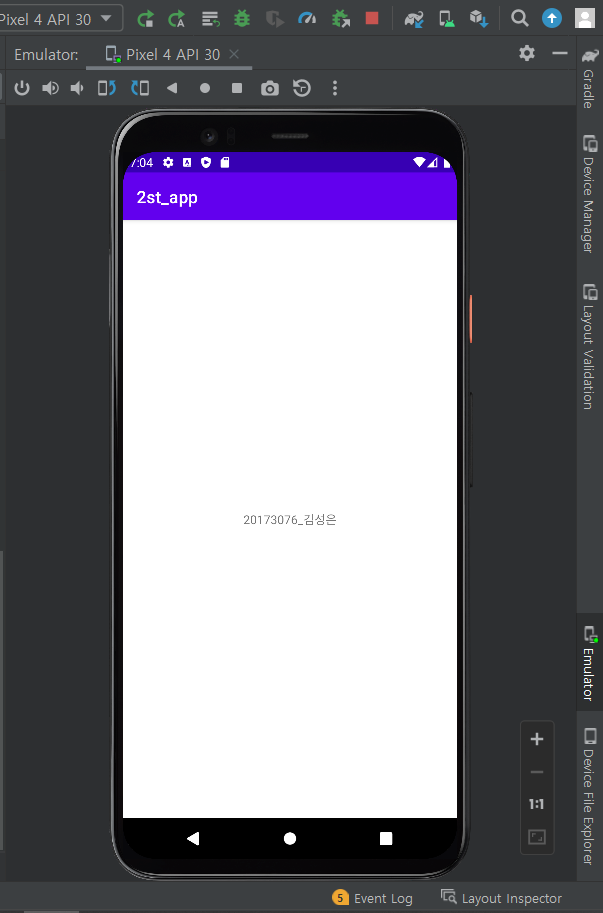 Pixel 4 API 30
Emulator:
Pixel 4 API 30
7:04
2st_app
20173076_김성은
1:1
Gradle
Device Manager
Layout Validation
Emulator
Device File Explorer
5 Event Log
Layout Inspector